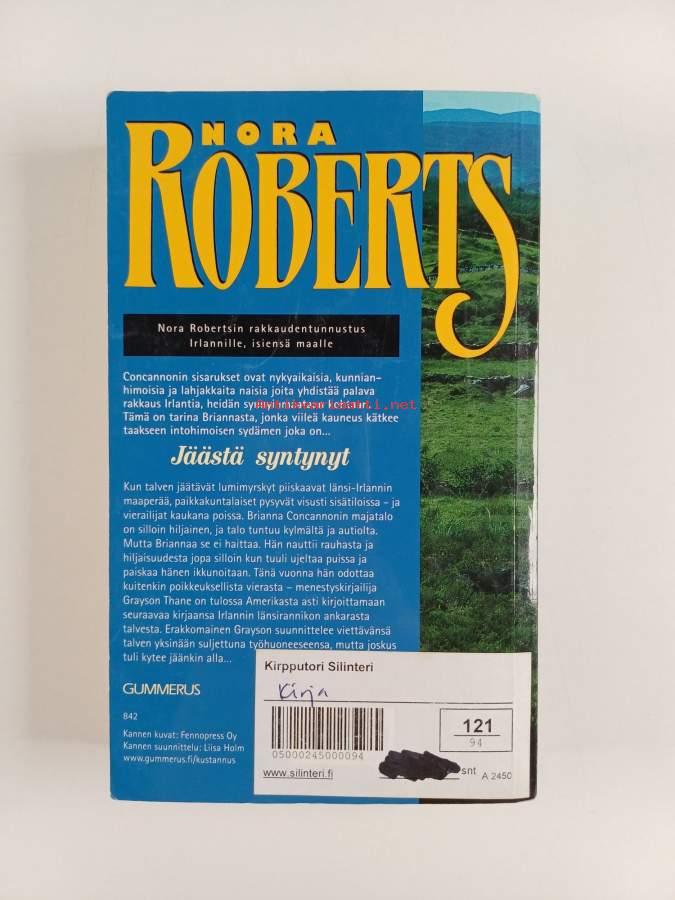 NORA
ROBERTS
Nora Robertsin rakkaudentunnustus
Irlannille, isiensä maalle
Concannonin sisarukset ovat nykyaikaisia, kunnian-
himoisia ja lahjakkaita naisia joita yhdistää palava
rakkaus Irlantia, heidän synnyinmaataan kohtaan.
antikvariaatti.net
Tämä on tarina Briannasta, jonka viileä kauneus kätkee
taakseen intohimoisen sydämen joka on...
Jäästä syntynyt
Kun talven jäätävät lumimyrskyt piiskaavat länsi-Irlannin
maaperää, paikkakuntalaiset pysyvät visusti sisätiloissa – ja
vierailijat kaukana poissa. Brianna Concannonin majatalo
on silloin hiljainen, ja talo tuntuu kylmältä ja autiolta.
Mutta Briannaa se ei haittaa. Hän nauttii rauhasta ja
hiljaisuudesta jopa silloin kun tuuli ujeltaa puissa ja
paiskaa hänen ikkunoitaan. Tänä vuonna hän odottaa
kuitenkin poikkeuksellista vierasta – menestyskirjailija
Grayson Thane on tulossa Amerikasta asti kirjoittamaan
seuraavaa kirjaansa Irlannin länsirannikon ankarasta
talvesta. Erakkomainen Grayson suunnittelee viettävänsä
talven yksinään suljettuna työhuoneeseensa, mutta joskus
tuli kytee jäänkin alla...
GUMMERUS
842
Kannen kuvat: Fennopress Oy
Kannen suunnittelu: Liisa Holm
www.gummerus.fi/kustannus
Kirpputori Silinteri
Kirja
121
94
05000245000094
www.silinteri.fi
snt
A 2450